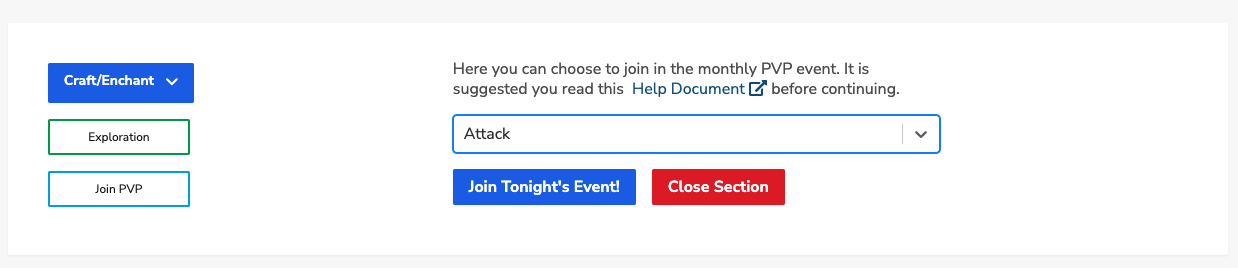 Craft/Enchant
Exploration
Join PVP
Here you can choose to join in the monthly PVP event. It is
suggested you read this Help Document before continuing.
Attack
Join Tonight's Event!
Close Section